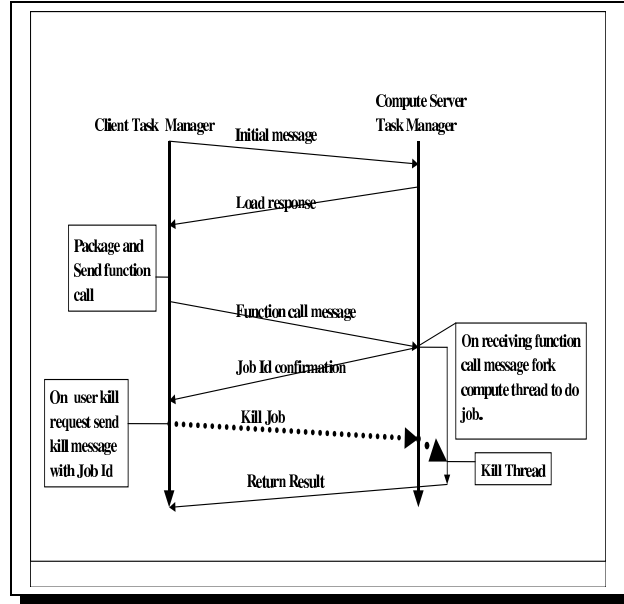 Compute Server
Client Task Manager
Task Manager
Initial message
Load response
Package and
Send function
call
Function call message
On receiving function
call message fork
compute thread to do
job.
Job Id confirmation
On user kill
request send
kill message
with Job Id
Kill Job
Kill Thread
Return Result